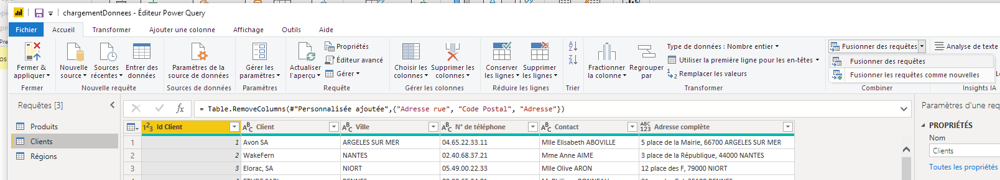 chargementDonnees - Éditeur Power Query
Fichier Accueil Transformer Ajouter une colonne Affichage Outils Aide
Fermer & appliquer
Fermer
Nouvelle source
Sources récentes
Entrer des données
Nouvelle requête
Paramètres de la source de données
Sources de données
Gérer les paramètres
Paramètres
Actualiser l'aperçu
Propriétés
Éditeur avancé
Gérer
Requête
Choisir les colonnes
Supprimer les colonnes
Gérer les colonnes
Conserver les lignes
Supprimer les lignes
Réduire les lignes
Trier
Fractionner la colonne
Regrouper par
Type de données : Nombre entier
Utiliser la première ligne pour les en-têtes
Remplacer les valeurs
Transformer
Fusionner des requêtes
Fusionner des requêtes
Fusionner les requêtes comme nouvelles
Combiner
Analyse de texte
Insights IA
Requêtes [3]
Produits
Clients
Régions
= Table.RemoveColumns(#"Personnalisée ajoutée",{"Adresse rue", "Code Postal", "Adresse"})
Id Client Client Ville N° de téléphone Contact Adresse complète
1 1 Avon SA ARGELES SUR MER 04.65.22.33.11 Mlle Elisabeth ABOVILLE 5 place de la Mairie, 66700 ARGELES SUR MER
2 2 WakeFern NANTES 02.40.68.37.21 Mme Anne AIME 3 place de la République, 44000 NANTES
3 3 Elorac, SA NIORT 05.49.00.22.33 Mlle Olive ARON 12 place des F, 79000 NIORT
Paramètres d'une req
PROPRIÉTÉS
Nom
Clients
Toutes les propriétés